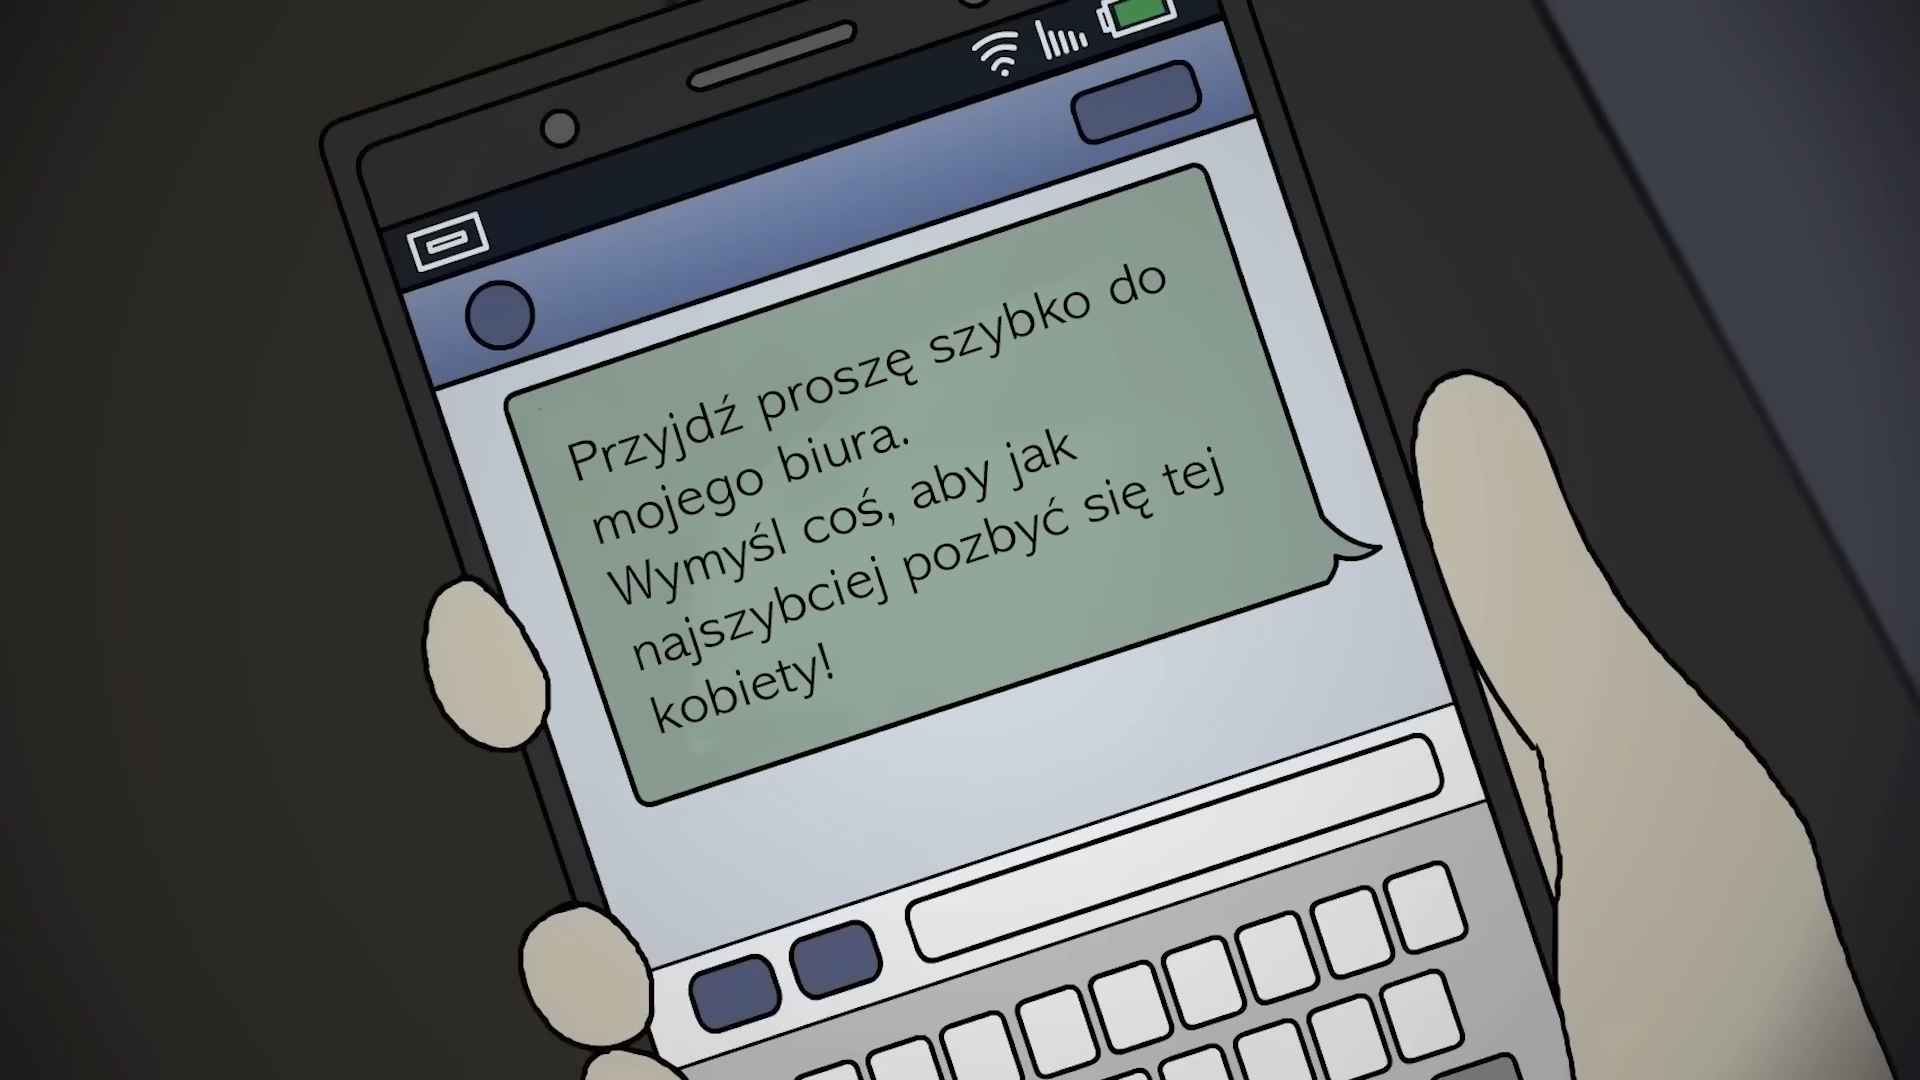 Przyjdź proszę szybko do
mojego biura.
Wymyśl coś, aby jak
najszybciej pozbyć się tej
kobiety!